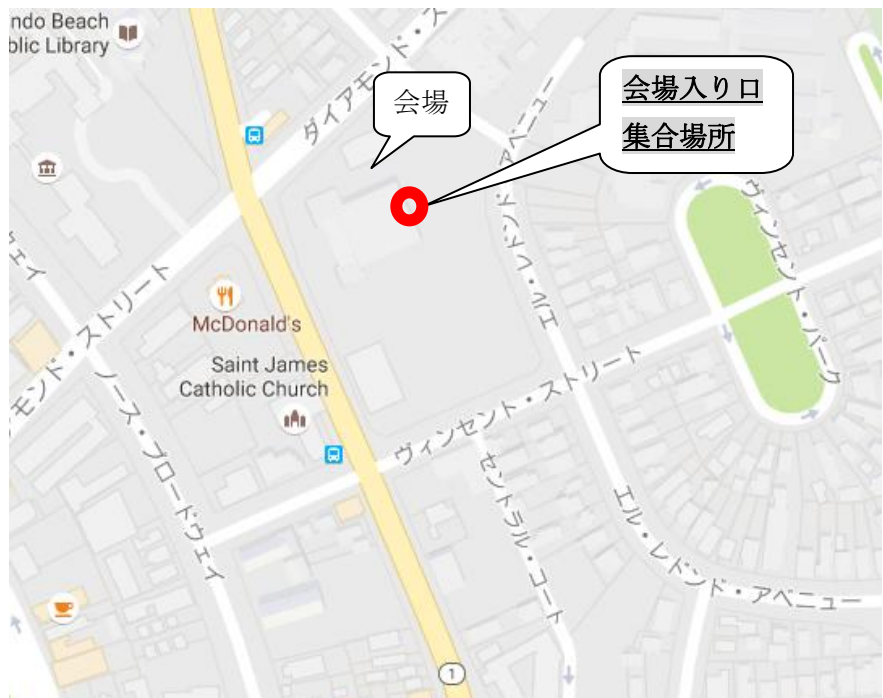 ndo Beach
blic Library
ダイアモンド・ス
会場
会場入り口
集合場所
エル・レドンド・アベニュー
ヴィンセント・パーク
ウェイ
McDonald's
Saint James
Catholic Church
モンド・ストリート
ノース・ブロードウェイ
ヴィンセント・ストリート
セントラル・コート
エル・レドンド・アベニュー
1